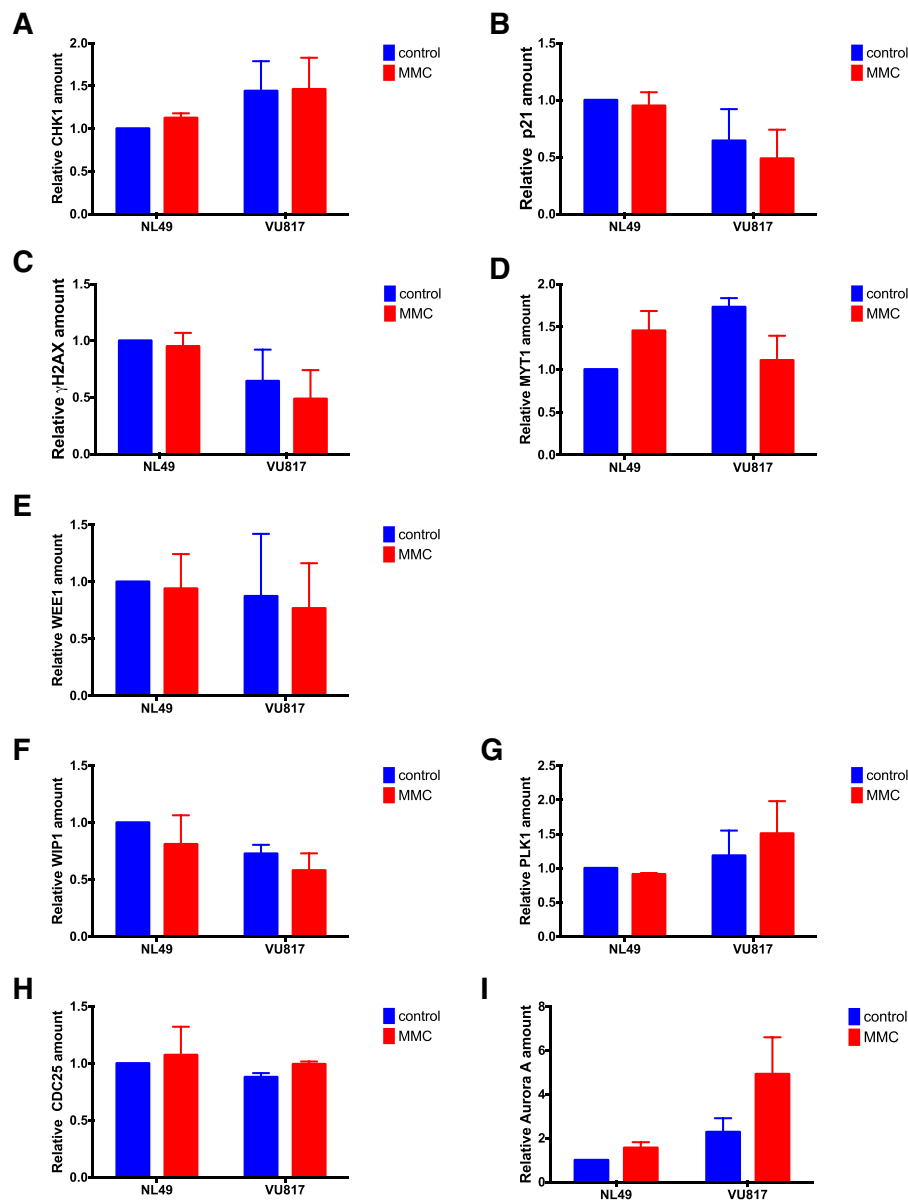 A
Relative CHK1 amount
2.0
1.5
1.0
0.5
0.0
NL49
VU817
control
MMC
B
Relative p21 amount
1.5
1.0
0.5
0.0
NL49
VU817
control
MMC
C
Relative γH2AX amount
1.5
1.0
0.5
0.0
NL49
VU817
control
MMC
D
Relative MYT1 amount
2.0
1.5
1.0
0.5
0.0
NL49
VU817
control
MMC
E
Relative WEE1 amount
1.5
1.0
0.5
0.0
NL49
VU817
control
MMC
F
Relative WIP1 amount
1.5
1.0
0.5
0.0
NL49
VU817
control
MMC
G
Relative PLK1 amount
2.5
2.0
1.5
1.0
0.5
0.0
NL49
VU817
control
MMC
H
Relative CDC25 amount
1.5
1.0
0.5
0.0
NL49
VU817
control
MMC
I
Relative Aurora A amount
8
6
4
2
0
NL49
VU817
control
MMC